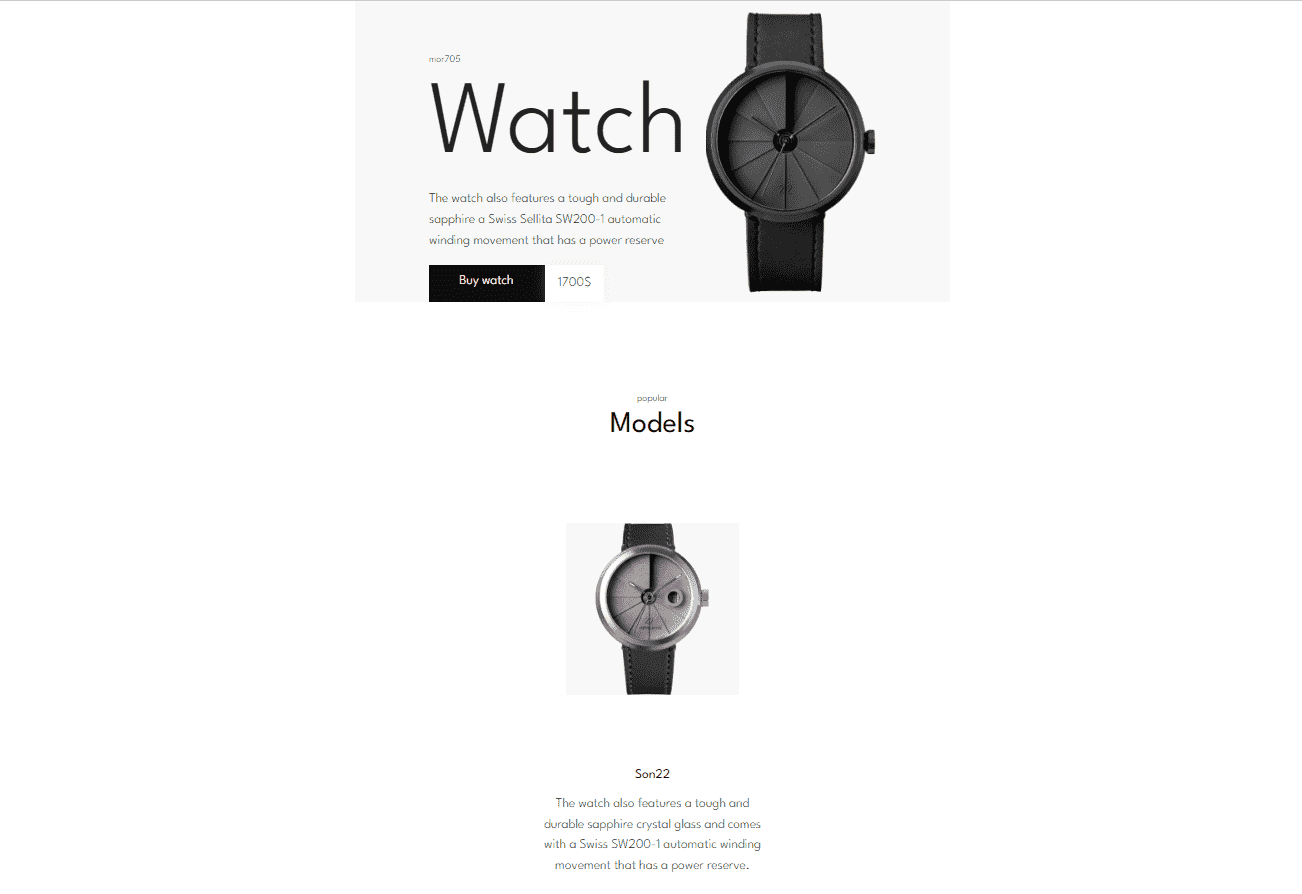 mor705
Watch
The watch also features a tough and durable
sapphire a Swiss Sellita SW200-1 automatic
winding movement that has a power reserve
Buy watch
1700$
popular
Models
Son22
The watch also features a tough and
durable sapphire crystal glass and comes
with a Swiss SW200-1 automatic winding
movement that has a power reserve.